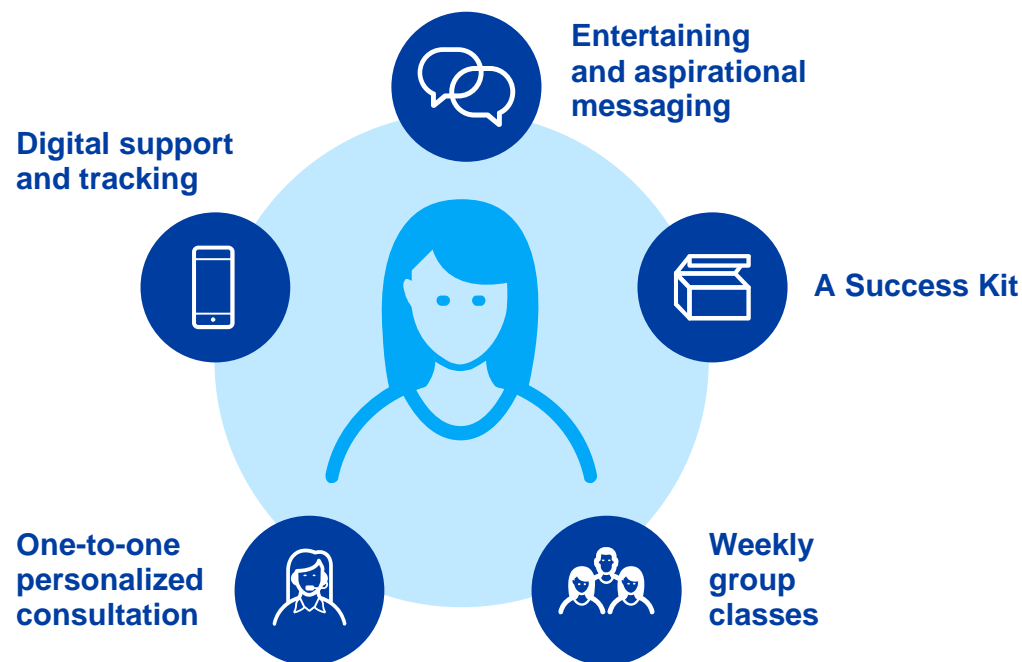 Entertaining
and aspirational
messaging
Digital support
and tracking
A Success Kit
One-to-one
personalized
consultation
Weekly
group
classes